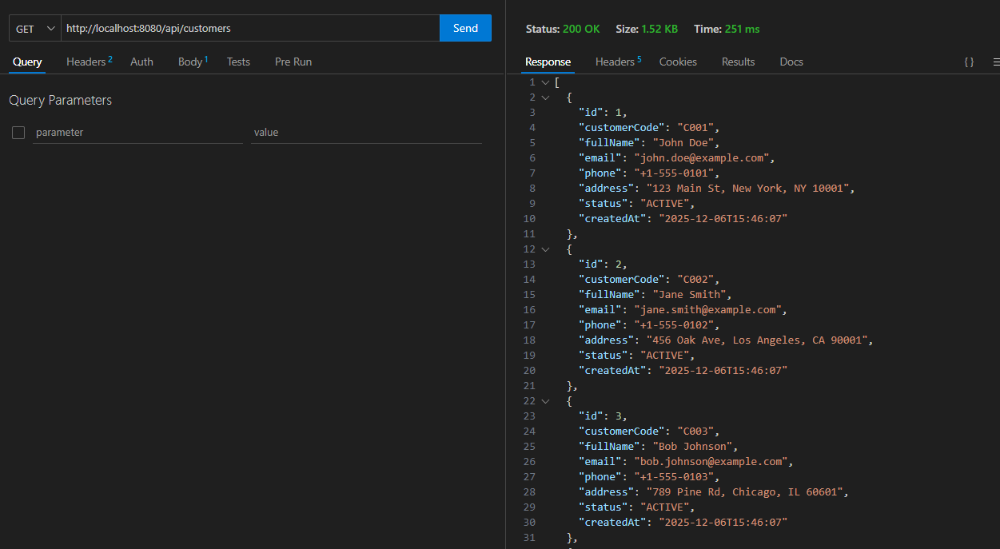 GET http://localhost:8080/api/customers Send
Query Headers 2 Auth Body 1 Tests Pre Run
Query Parameters
parameter value
Status: 200 OK Size: 1.52 KB Time: 251 ms
Response Headers 5 Cookies Results Docs { }
1 [
2 {
3 "id": 1,
4 "customerCode": "C001",
5 "fullName": "John Doe",
6 "email": "john.doe@example.com",
7 "phone": "+1-555-0101",
8 "address": "123 Main St, New York, NY 10001",
9 "status": "ACTIVE",
10 "createdAt": "2025-12-06T15:46:07"
11 },
12 {
13 "id": 2,
14 "customerCode": "C002",
15 "fullName": "Jane Smith",
16 "email": "jane.smith@example.com",
17 "phone": "+1-555-0102",
18 "address": "456 Oak Ave, Los Angeles, CA 90001",
19 "status": "ACTIVE",
20 "createdAt": "2025-12-06T15:46:07"
21 },
22 {
23 "id": 3,
24 "customerCode": "C003",
25 "fullName": "Bob Johnson",
26 "email": "bob.johnson@example.com",
27 "phone": "+1-555-0103",
28 "address": "789 Pine Rd, Chicago, IL 60601",
29 "status": "ACTIVE",
30 "createdAt": "2025-12-06T15:46:07"
31 },